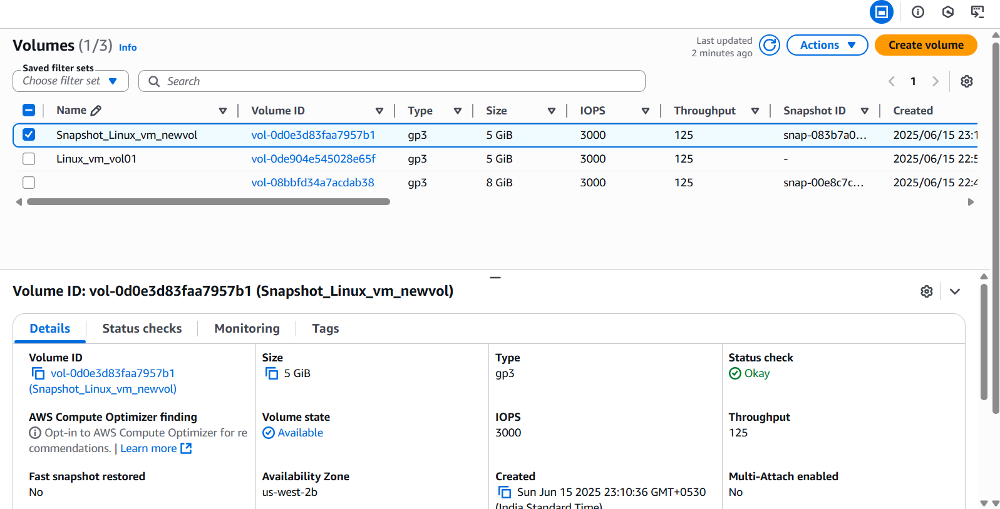 Volumes (1/3) Info
Last updated
2 minutes ago
Actions
Create volume
Saved filter sets
Choose filter set
Search
1
Name Volume ID Type Size IOPS Throughput Snapshot ID Created
Snapshot_Linux_vm_newvol vol-0d0e3d83faa7957b1 gp3 5 GiB 3000 125 snap-083b7a0... 2025/06/15 23:1
Linux_vm_vol01 vol-0de904e545028e65f gp3 5 GiB 3000 125 - 2025/06/15 22:5
vol-08bbfd34a7acdab38 gp3 8 GiB 3000 125 snap-00e8c7c... 2025/06/15 22:4
Volume ID: vol-0d0e3d83faa7957b1 (Snapshot_Linux_vm_newvol)
Details Status checks Monitoring Tags
Volume ID
vol-0d0e3d83faa7957b1
(Snapshot_Linux_vm_newvol)
Size
5 GiB
Type
gp3
Status check
Okay
AWS Compute Optimizer finding
Opt-in to AWS Compute Optimizer for re
commendations. | Learn more
Volume state
Available
IOPS
3000
Throughput
125
Fast snapshot restored
No
Availability Zone
us-west-2b
Created
Sun Jun 15 2025 23:10:36 GMT+0530
(India Standard Time)
Multi-Attach enabled
No